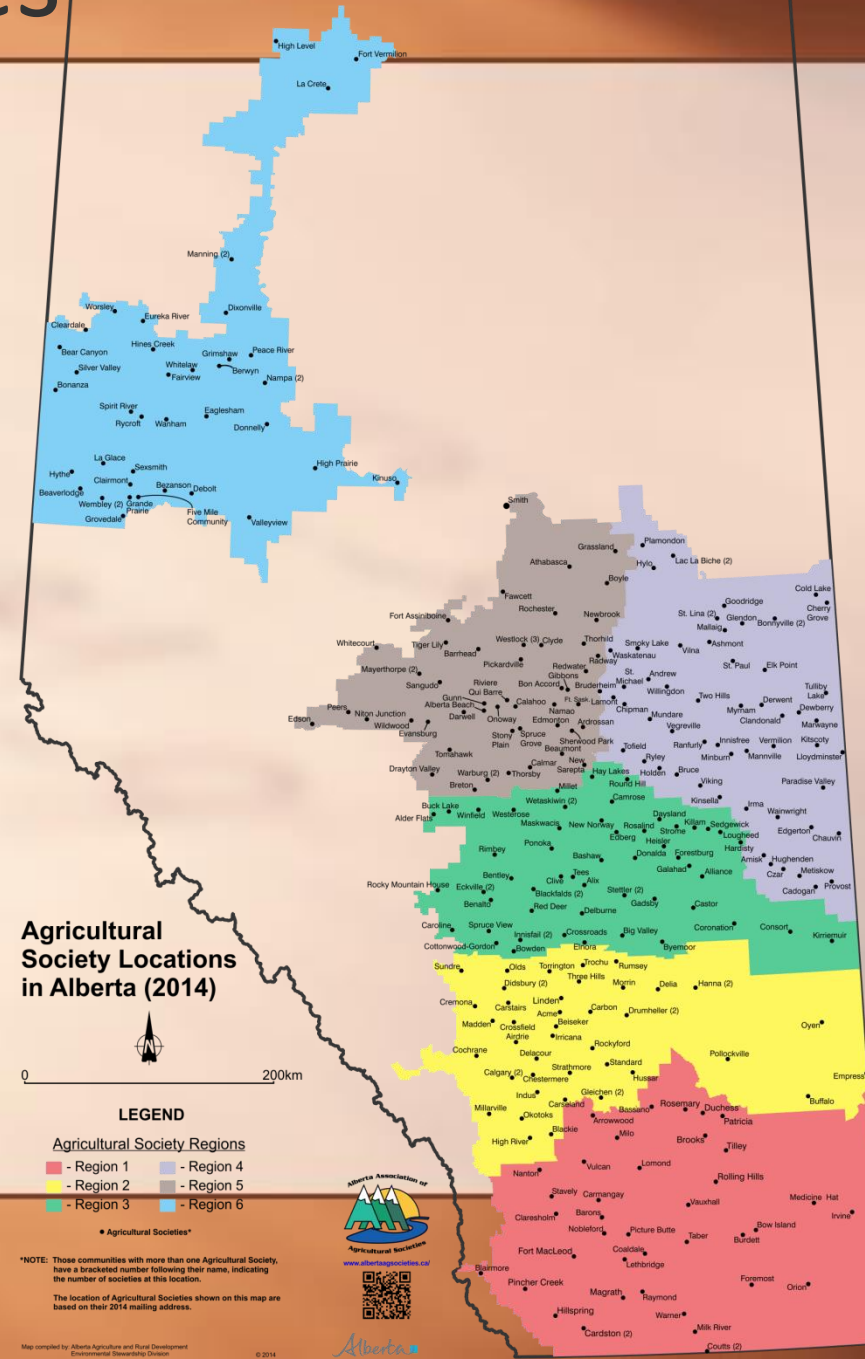 es
High Level
Fort Vermilion
La Crete
Manning (2)
Worsley
Dixonville
Eureka River
Cleardale
Bear Canyon
Hines Creek
Grimshaw
Peace River
Whitelaw
Silver Valley
Fairview
Berwyn
Nampa (2)
Bonanza
Spirit River
Eaglesham
Rycroft
Wanham
Donnelly
La Glace
Sexsmith
High Prairie
Hythe
Clairmont
Kinuso
Beaverlodge
Bezanson
Debolt
Wembley (2)
Grande
Prairie
Five Mile
Community
Grovedale
Valleyview
Smith
Plamondon
Grassland
Lac La Biche (2)
Athabasca
Hylo
Boyle
Cold Lake
Fawcett
Goodridge
Cherry
Grove
Rochester
St. Lina (2)
Glendon
Bonnyville (2)
Fort Assiniboine
Newbrook
Mallaig
Whitecourt
Tiger Lily
Westlock (3)
Clyde
Thorhild
Smoky Lake
Ashmont
Barrhead
Waskatenau
Vilna
Pickardville
Radway
St. Paul
Elk Point
Mayerthorpe (2)
Redwater
Gibbons
St.
Michael
Andrew
Sangudo
Riviere
Qui Barre
Bon Accord
Bruderheim
Willingdon
Tulliby
Lake
Gunn
Ft. Sask.
Lamont
Two Hills
Derwent
Alberta Beach
Calahoo
Chipman
Myrnam
Dewberry
Peers
Darwell
Onoway
Namao
Mundare
Clandonald
Niton Junction
Edmonton
Ardrossan
Marwayne
Edson
Wildwood
Evansburg
Stony
Plain
Spruce
Grove
Sherwood Park
Vegreville
Innisfree
Vermilion
Kitscoty
Ranfurly
Tomahawk
Beaumont
Tofield
Minburn
Mannville
Lloydminster
Calmar
New
Sarepta
Ryley
Drayton Valley
Thorsby
Hay Lakes
Holden
Bruce
Warburg (2)
Round Hill
Viking
Paradise Valley
Breton
Millet
Kinsella
Buck Lake
Wetaskiwin (2)
Camrose
Irma
Wainwright
Alder Flats
Winfield
Westerose
Daysland
Killam
Sedgewick
Maskwacis
New Norway
Rosalind
Strome
Lougheed
Edgerton
Chauvin
Edberg
Heisler
Hardisty
Rimbey
Ponoka
Donalda
Forestburg
Amisk
Hughenden
Bashaw
Galahad
Czar
Metiskow
Rocky Mountain House
Bentley
Tees
Alliance
Provost
Clive
Alix
Cadogan
Eckville (2)
Blackfalds (2)
Stettler (2)
Benalto
Gadsby
Castor
Red Deer
Delburne
Caroline
Spruce View
Coronation
Innisfail (2)
Crossroads
Big Valley
Consort
Kirriemuir
Cottonwood-Gordon
Bowden
Elnora
Byemoor
Sundre
Olds
Torrington
Trochu
Rumsey
Didsbury (2)
Three Hills
Morrin
Delia
Hanna (2)
Cremona
Carstairs
Linden
Carbon
Drumheller (2)
Acme
Madden
Crossfield
Beiseker
Oyen
Airdrie
Irricana
Rockyford
Cochrane
Delacour
Pollockville
Strathmore
Standard
Calgary (2)
Chestermere
Hussar
Empress
Indus
Gleichen (2)
Buffalo
Millarville
Carseland
Bassano
Rosemary
Duchess
Okotoks
Arrowwood
Patricia
High River
Blackie
Milo
Brooks
Tilley
Nanton
Vulcan
Lomond
Rolling Hills
Stavely
Carmangay
Vauxhall
Medicine Hat
Claresholm
Barons
Irvine
Nobleford
Picture Butte
Bow Island
Taber
Burdett
Fort MacLeod
Coaldale
Lethbridge
Blairmore
Pincher Creek
Foremost
Orion
Magrath
Raymond
Hillspring
Warner
Cardston (2)
Milk River
Coutts (2)
Agricultural
Society Locations
in Alberta (2014)
N
0 200km
LEGEND
Agricultural Society Regions
- Region 1 - Region 4
- Region 2 - Region 5
- Region 3 - Region 6
• Agricultural Societies*
*NOTE: Those communities with more than one Agricultural Society,
have a bracketed number following their name, indicating
the number of societies at this location.
The location of Agricultural Societies shown on this map are
based on their 2014 mailing address.
Map compiled by: Alberta Agriculture and Rural Development
Environmental Stewardship Division
© 2014
Alberta Association of
Agricultural Societies
www.albertaagsocieties.ca/
Alberta